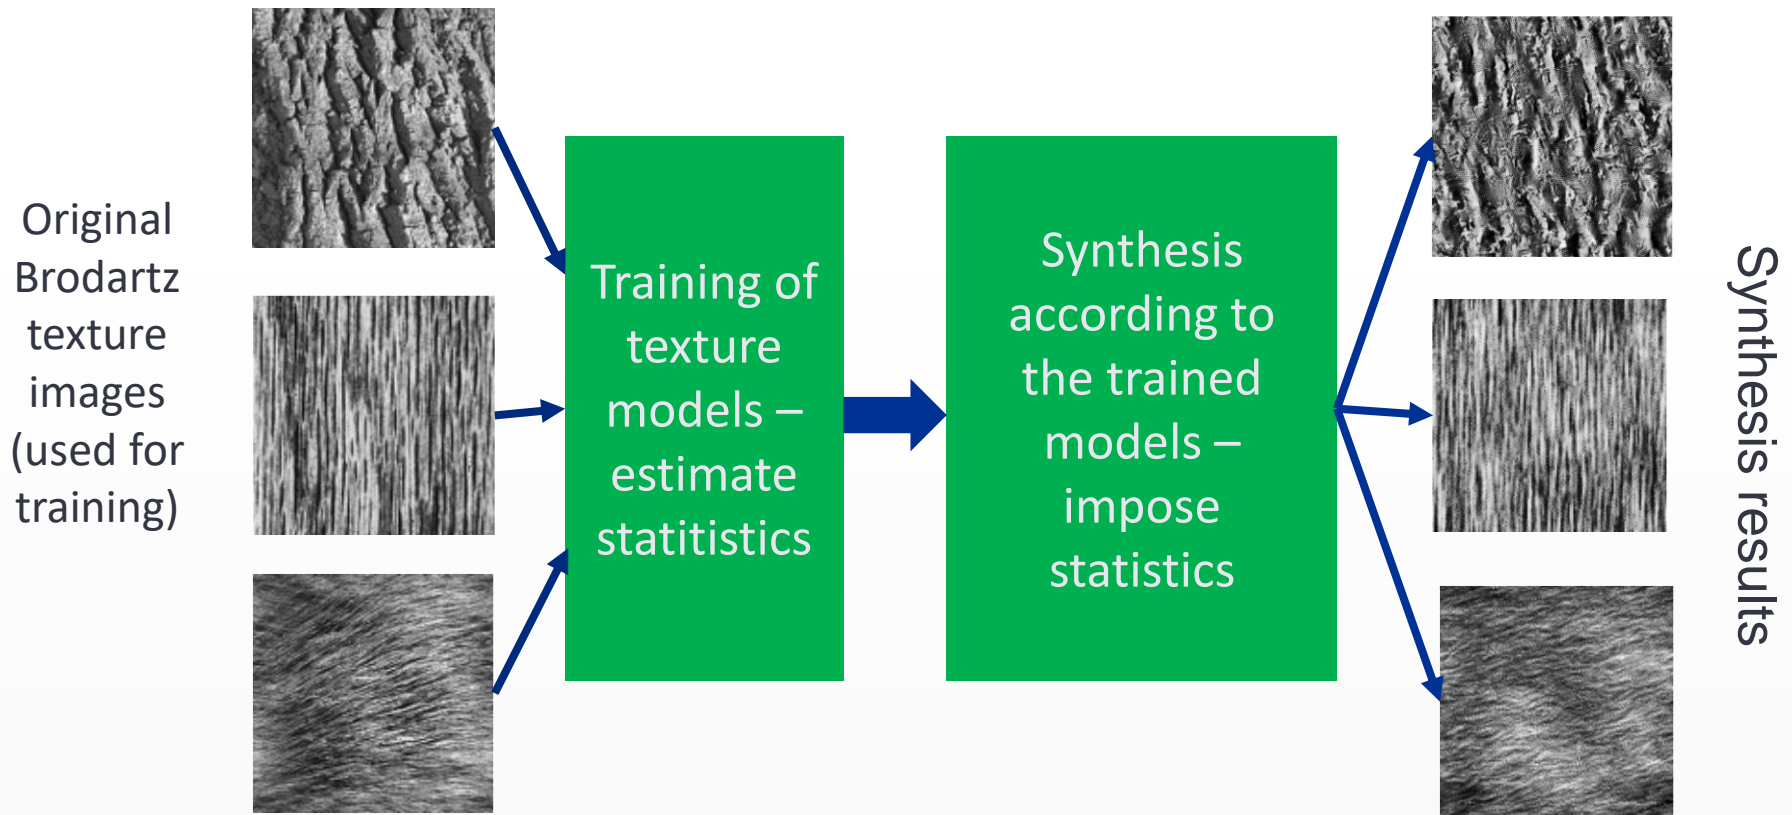 Original
Brodartz
texture
images
(used for
training)
Training of
texture
models –
estimate
statitistics
Synthesis
according to
the trained
models –
impose
statistics
Synthesis results